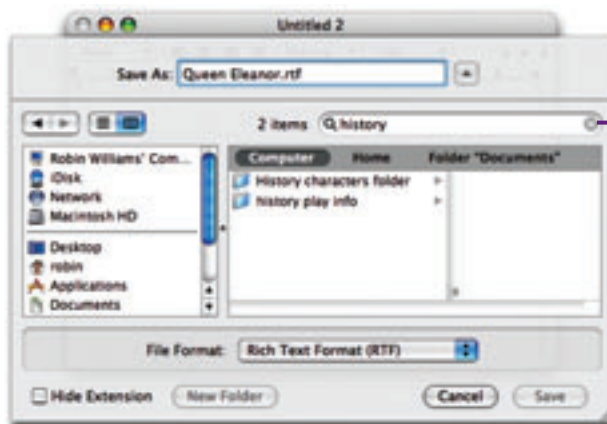 Untitled 2
Save As: Queen Eleanor.rtf
2 items history
Robin Williams' Com...
iDisk
Network
Macintosh HD
Desktop
robin
Applications
Documents
Computer Home Folder "Documents"
History characters folder
history play info
File Format: Rich Text Format (RTF)
Hide Extension New Folder Cancel Save